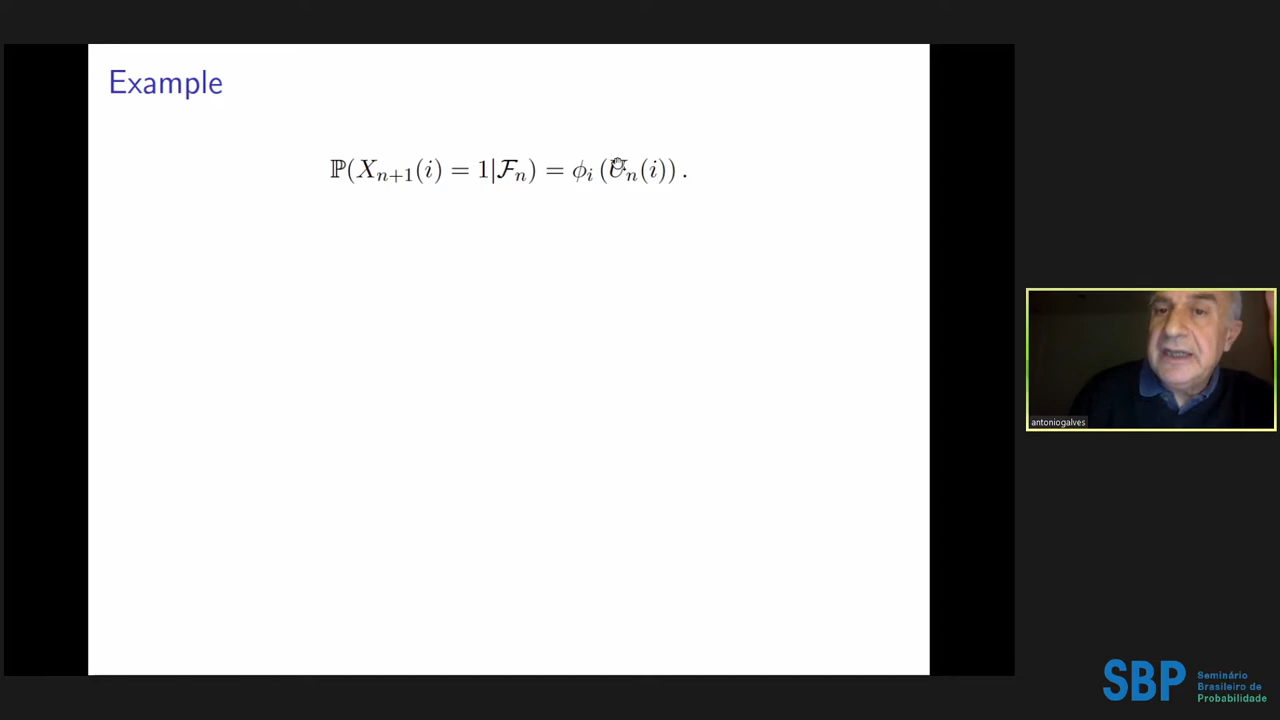 Example
ℙ(X_{n+1}(i) = 1|ℱ_n) = ϕ_i (U_n(i)) .
antoniogalves
SBP
Seminário
Brasileiro de
Probabilidade